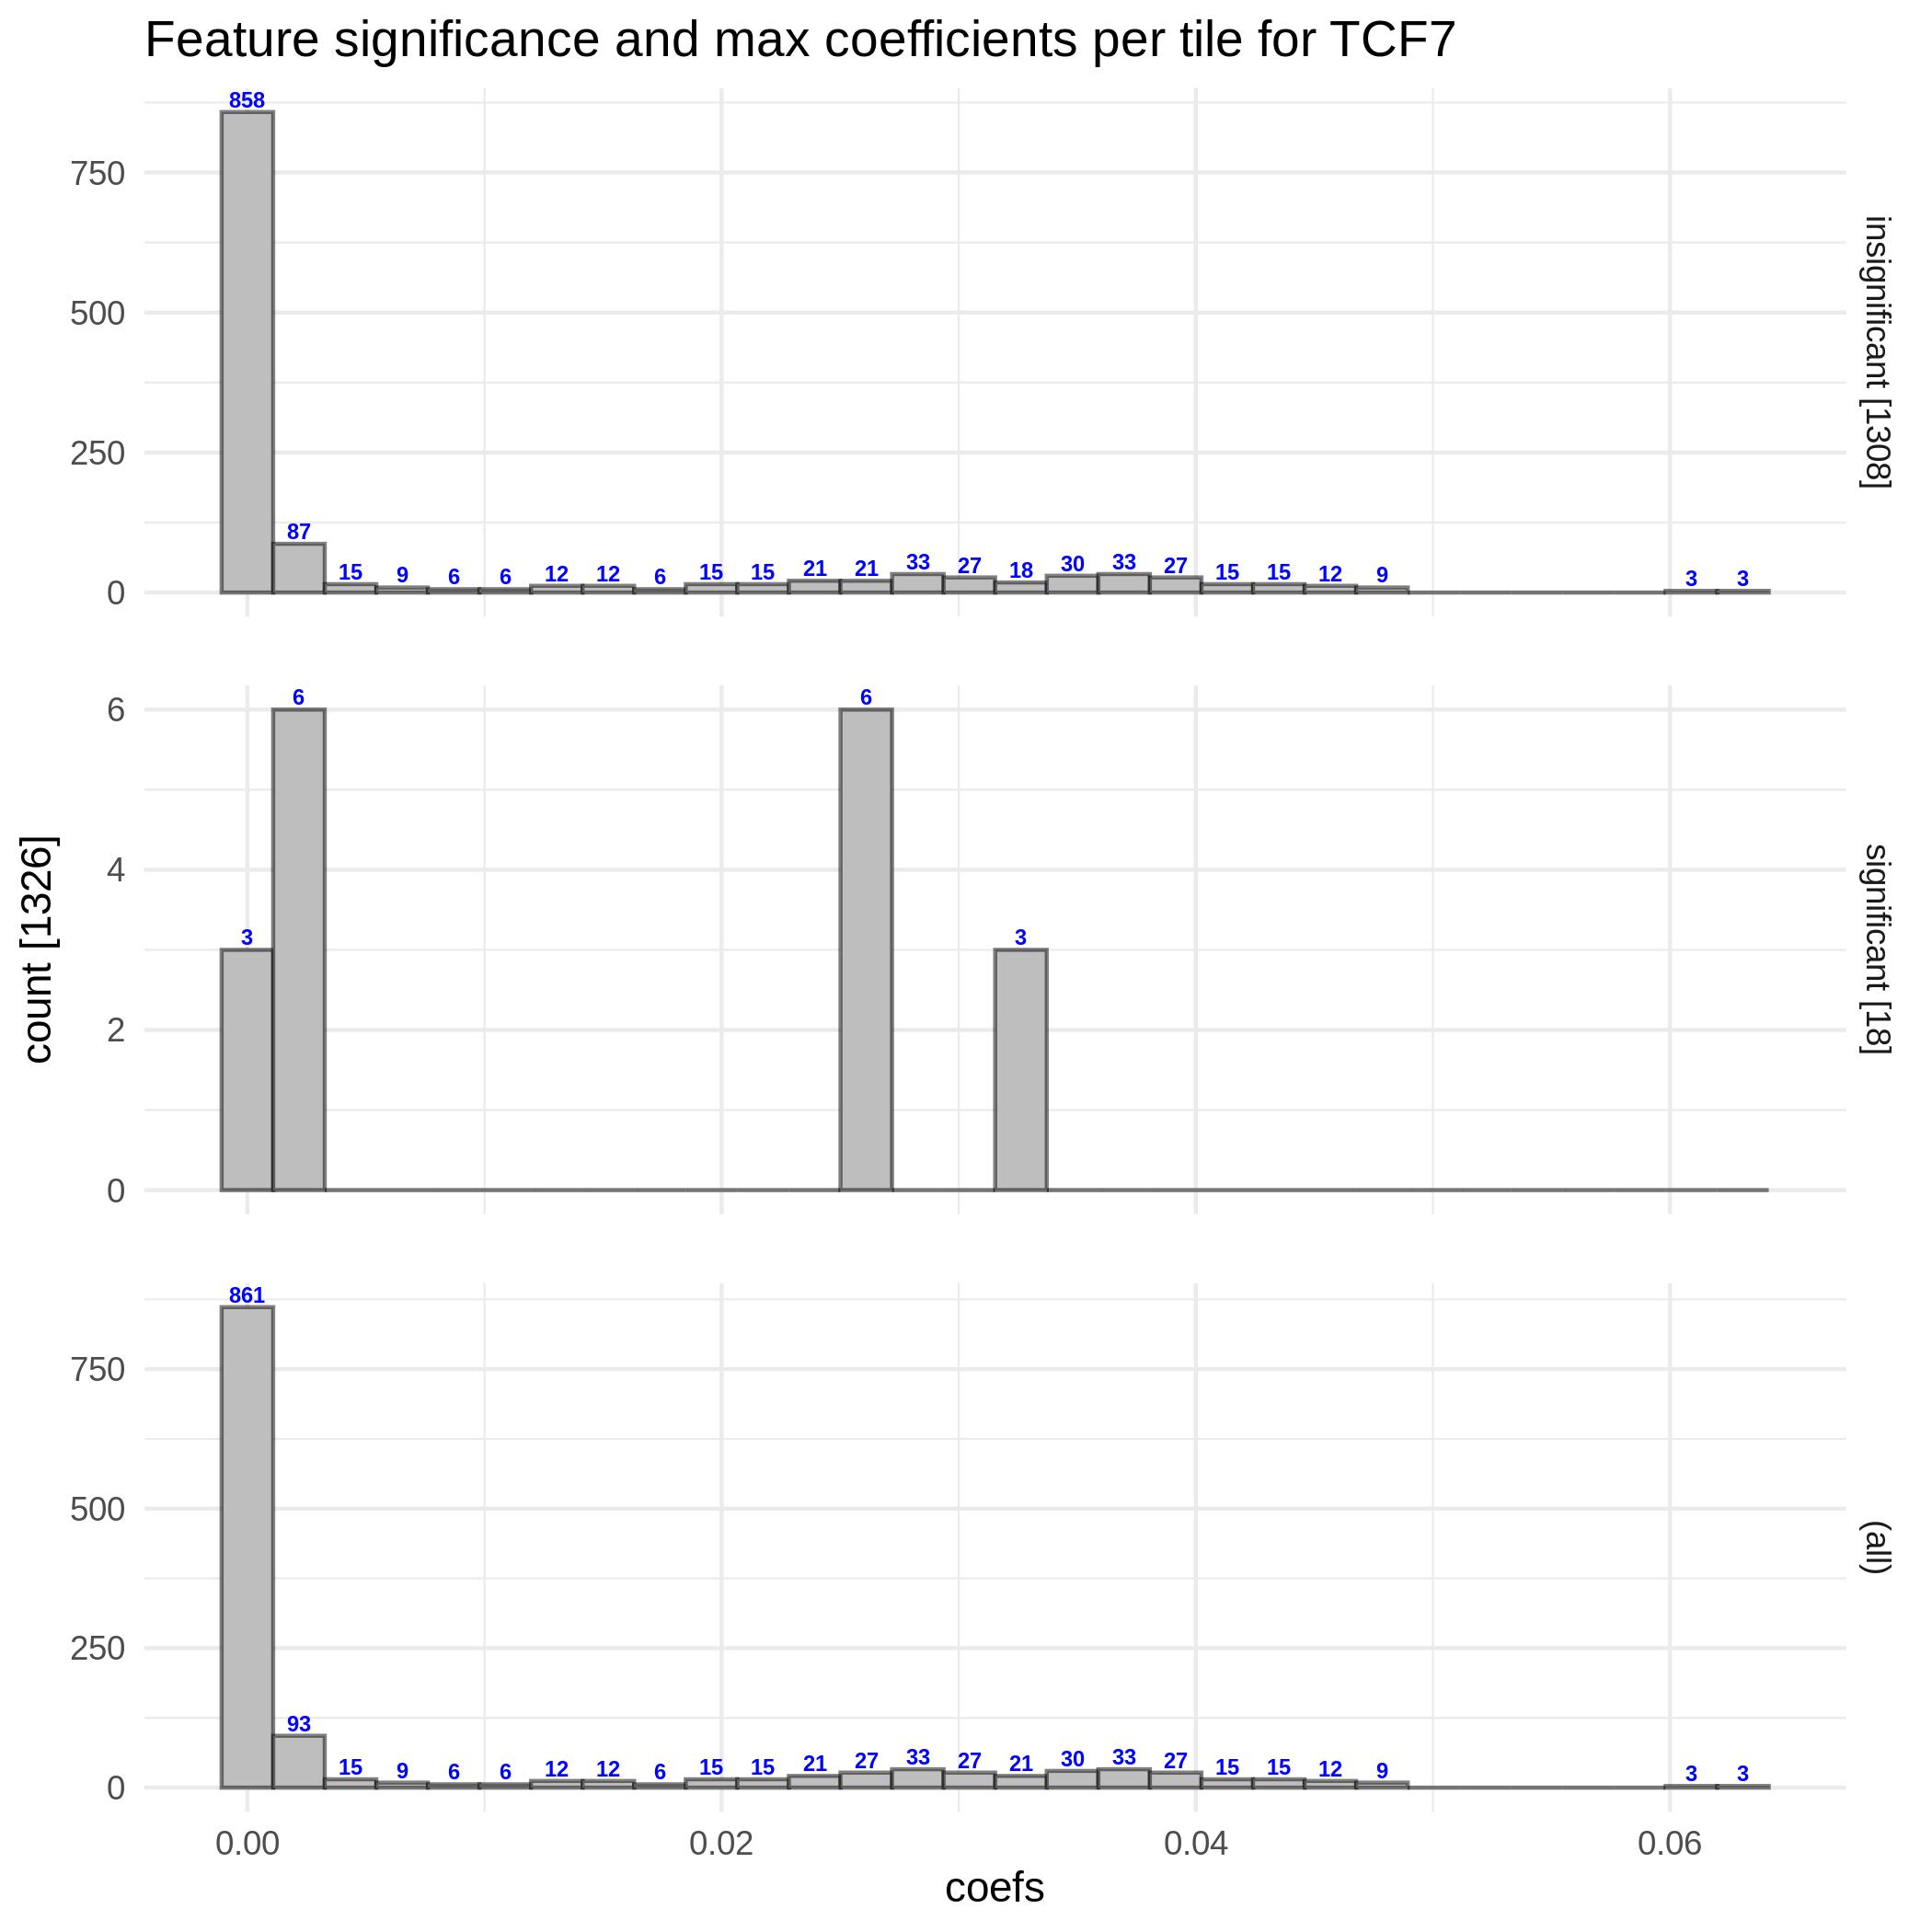 Feature significance and max coefficients per tile for TCF7
858
750
500
250
0
87
15 9 6 6 12 12 6 15 15 21 21 33 27 18 30 33 27 15 15 12 9 3 3
insignificant [1308]
6 6
6
4
3 3
2
0
significant [18]
count [1326]
861
750
500
250
0
93
15 9 6 6 12 12 6 15 15 21 27 33 27 21 30 33 27 15 15 12 9 3 3
(all)
0.00 0.02 0.04 0.06
coefs